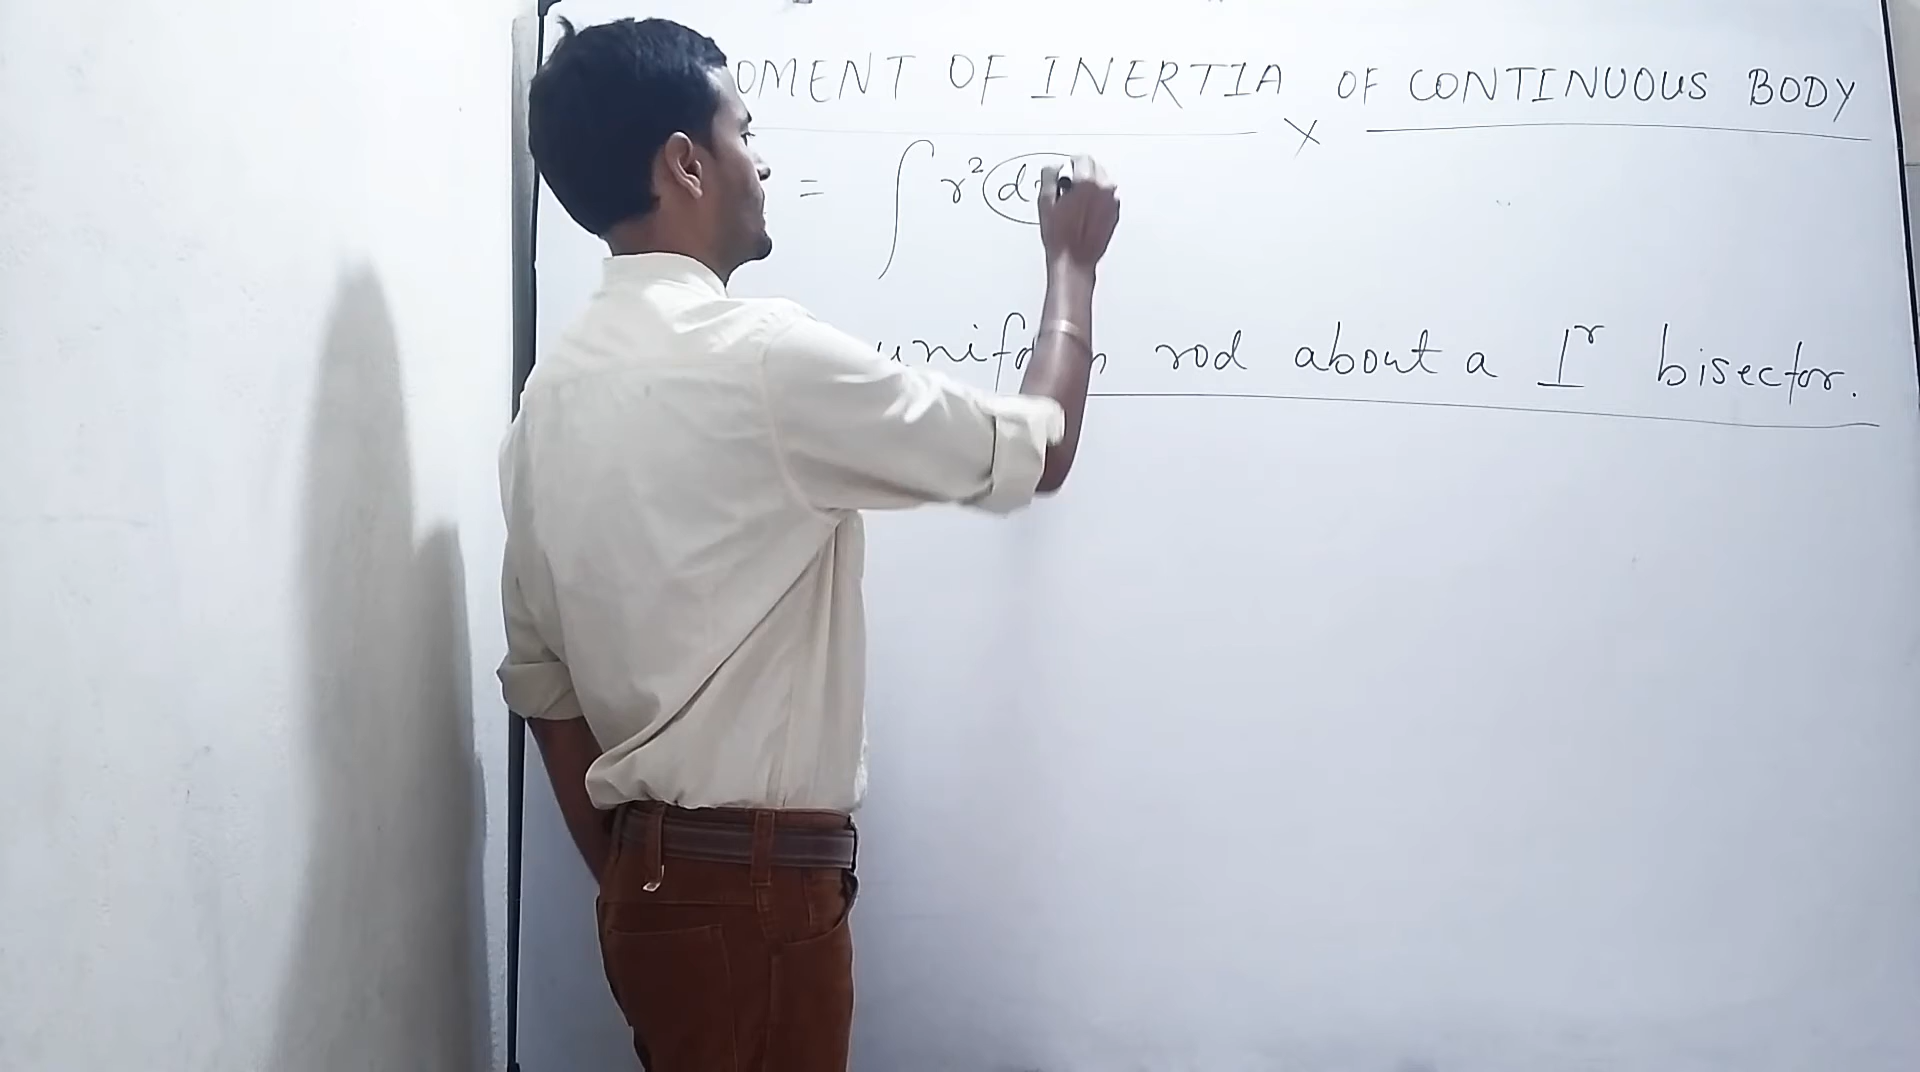 OMENT OF INERTIA OF CONTINUOUS BODY
= ∫ r²
rod about a ⊥r bisector.